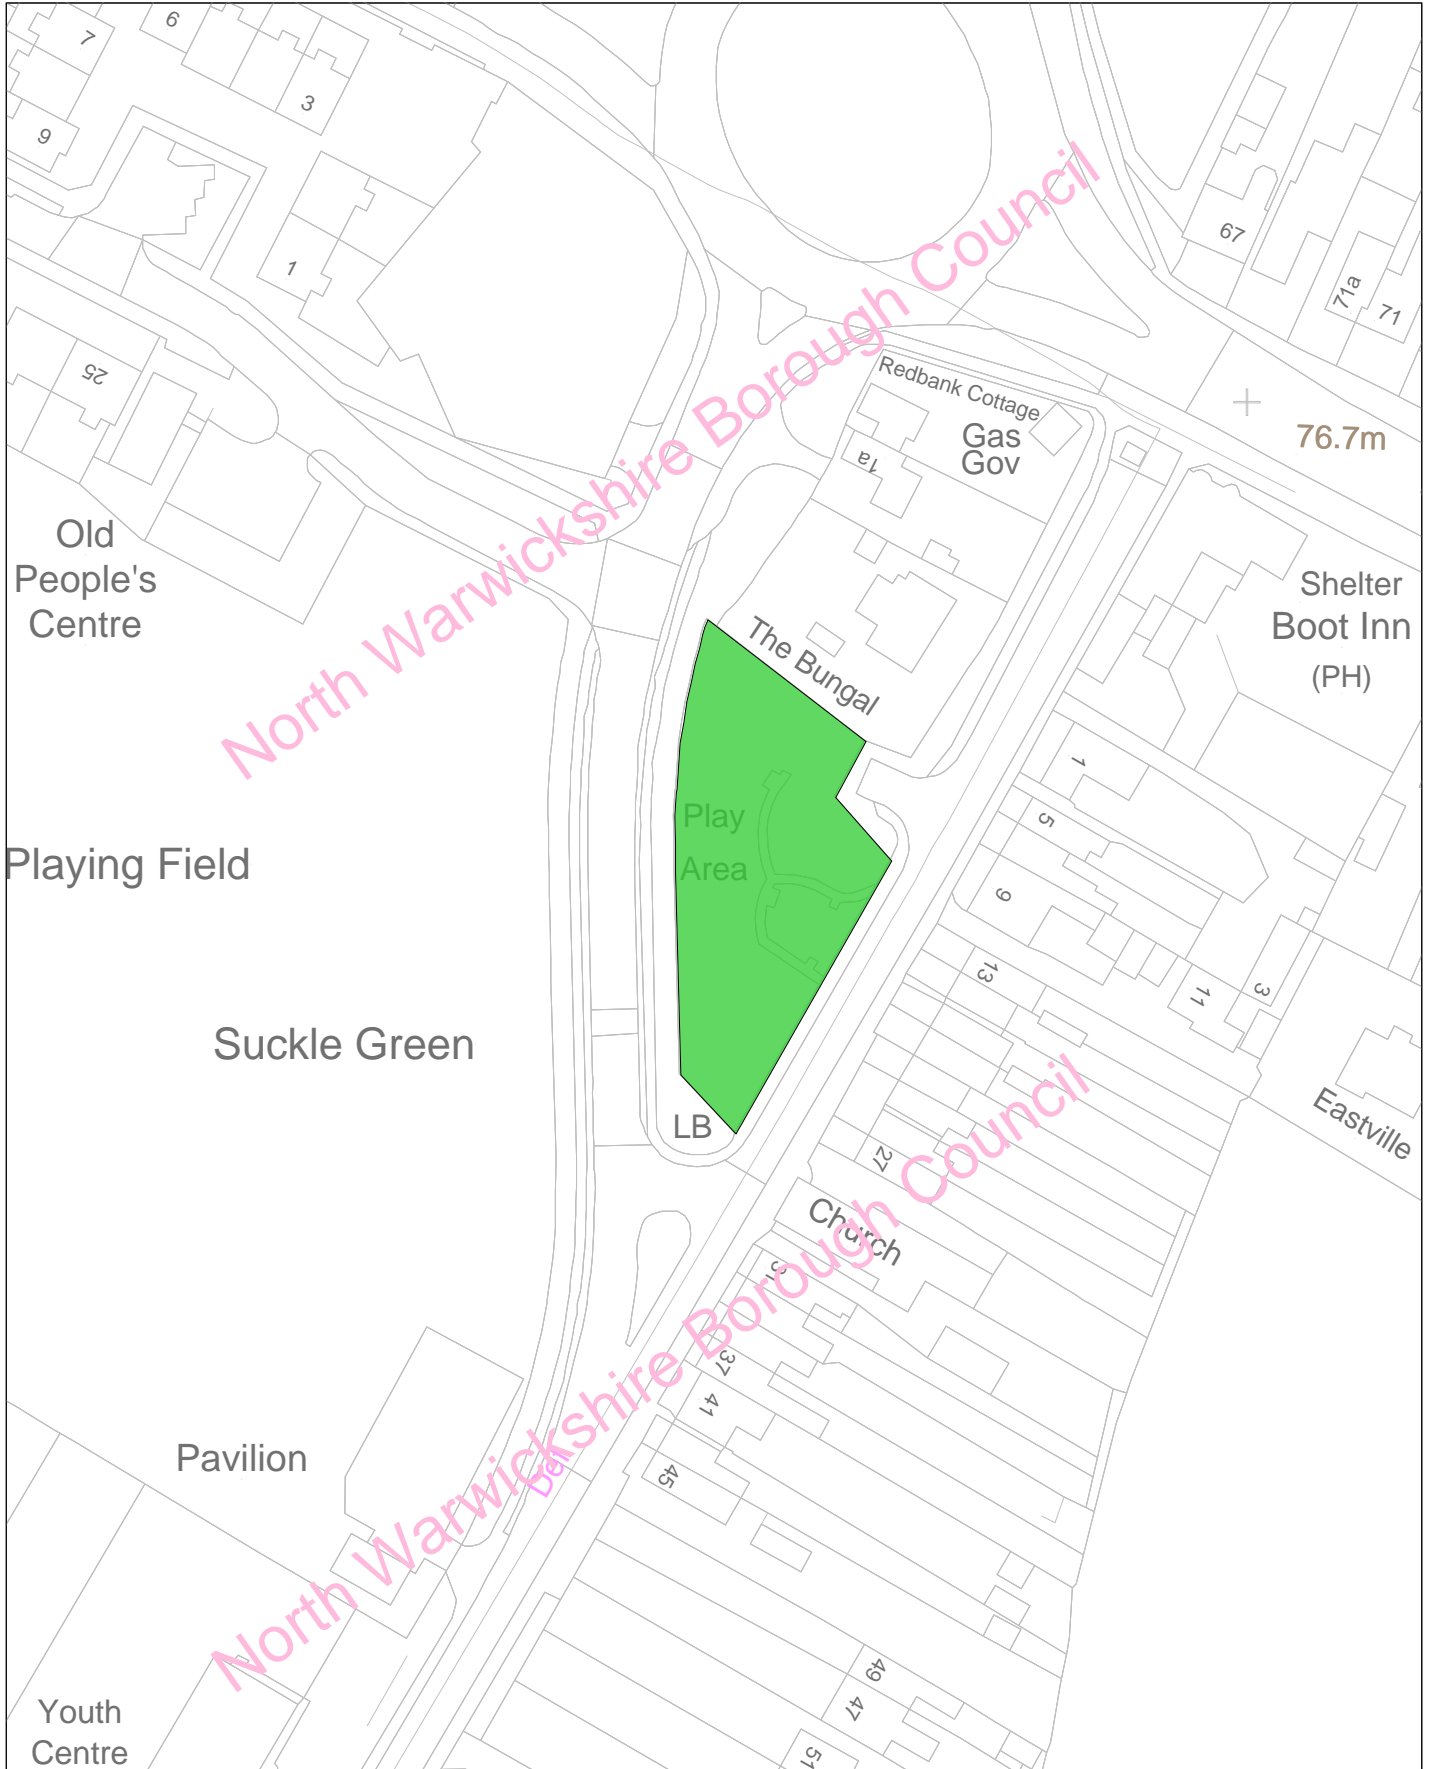 7
6
3
9
1
25
67
71a
71
Redbank Cottage
Gas
Gov
1a
76.7m
Old
People's
Centre
Shelter
Boot Inn
(PH)
The Bungal
North Warwickshire Borough Council
Play
Area
Playing Field
1
5
9
13
11
3
Suckle Green
LB
Eastville
27
Church
31
37
41
45
Pavilion
Def
North Warwickshire Borough Council
49
47
51
Youth
Centre